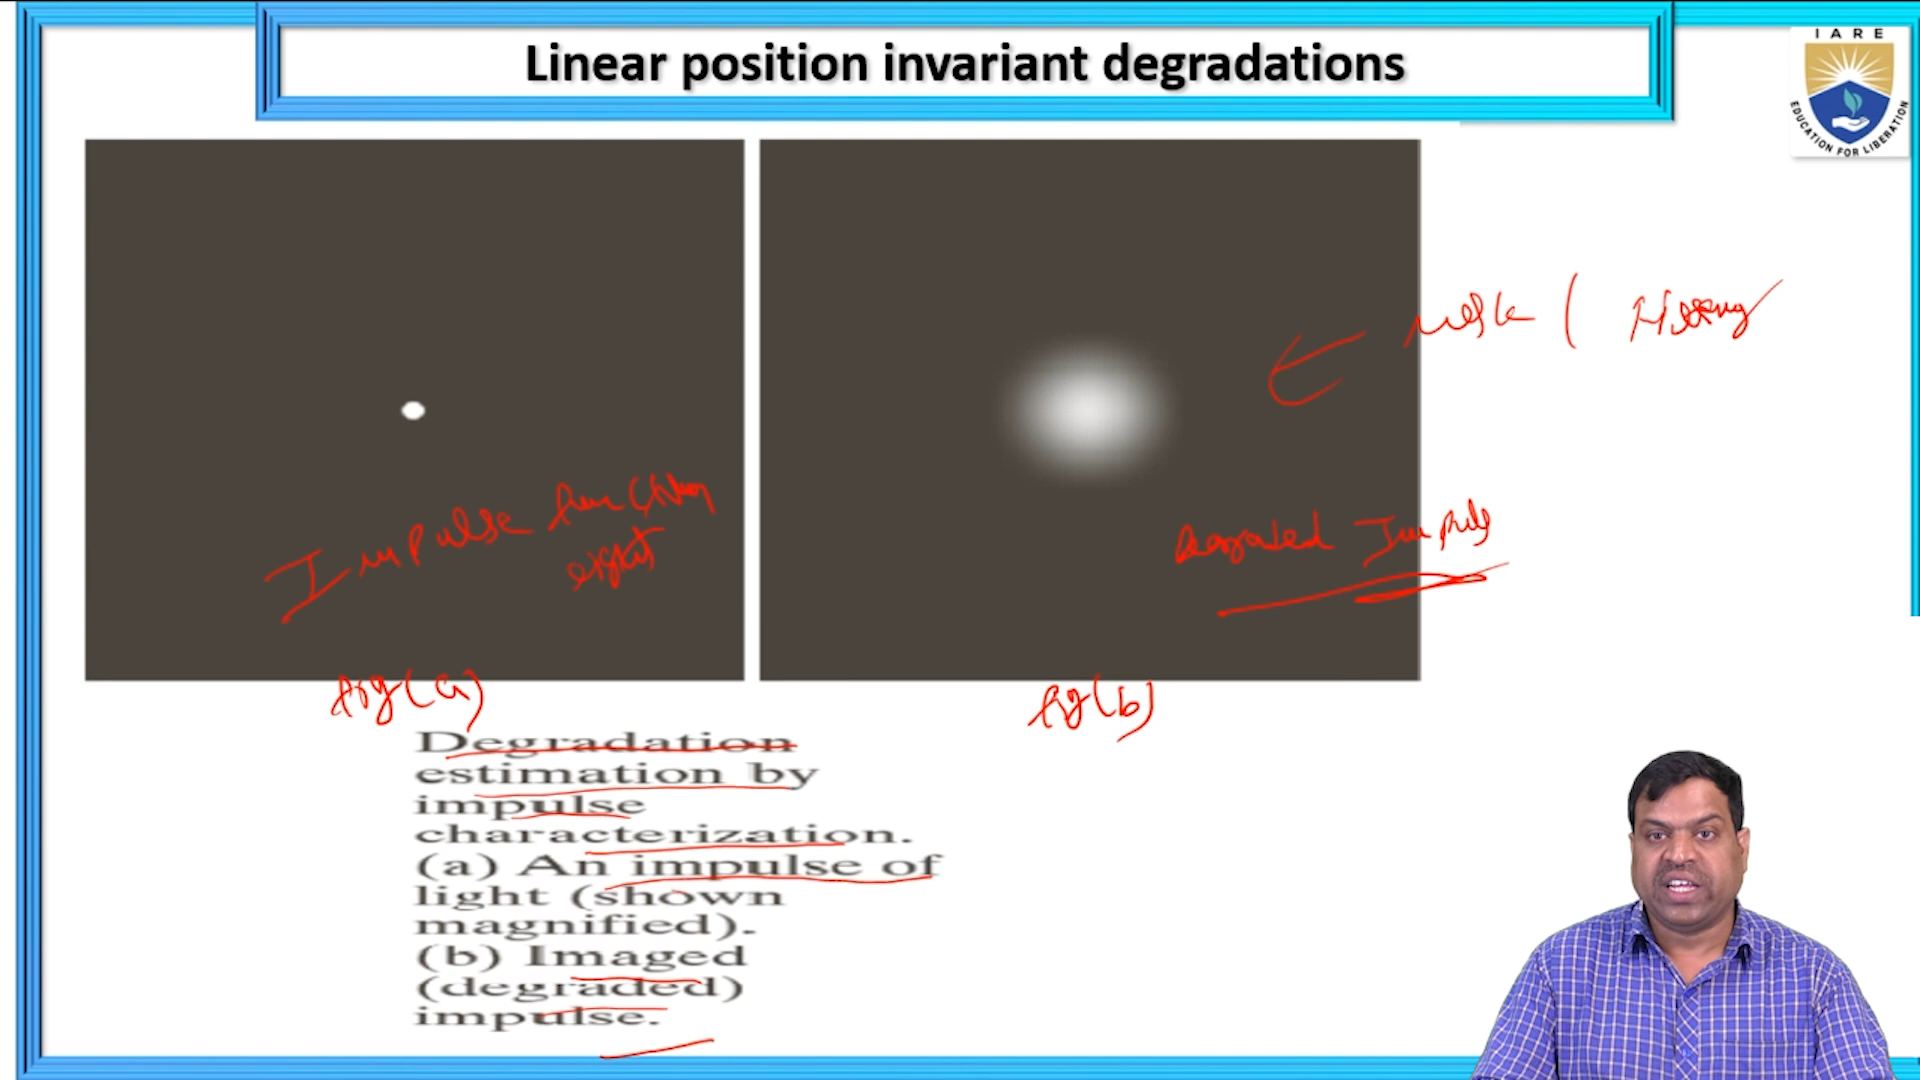 Linear position invariant degradations
I A R E
EDUCATION FOR LIBERATION
Impulse function
Degraded Impuls
fig(a)
fig(b)
Degradation
estimation by
impulse
characterization.
(a) An impulse of
light (shown
magnified).
(b) Imaged
(degraded)
impulse.